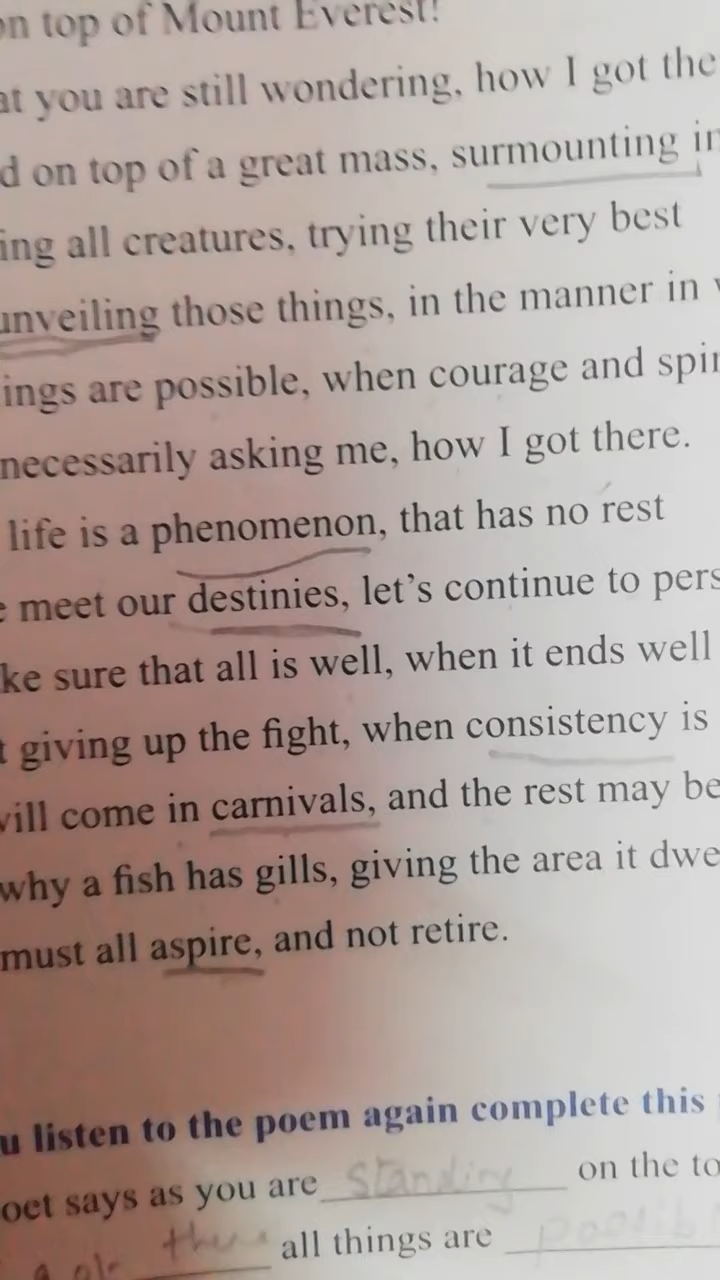 on top of Mount Everest!
at you are still wondering, how I got the
d on top of a great mass, surmounting in
ing all creatures, trying their very best
unveiling those things, in the manner in
ings are possible, when courage and spir
necessarily asking me, how I got there.
life is a phenomenon, that has no rest
e meet our destinies, let's continue to pers
ke sure that all is well, when it ends well
t giving up the fight, when consistency is
vill come in carnivals, and the rest may be
why a fish has gills, giving the area it dwe
must all aspire, and not retire.
u listen to the poem again complete this
oet says as you are standing on the to
all things are